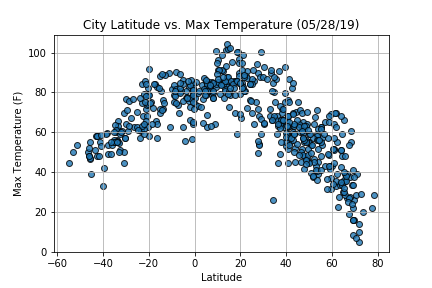 City Latitude vs. Max Temperature (05/28/19)
100
80
60
40
20
0
Max Temperature (F)
−60 −40 −20 0 20 40 60 80
Latitude